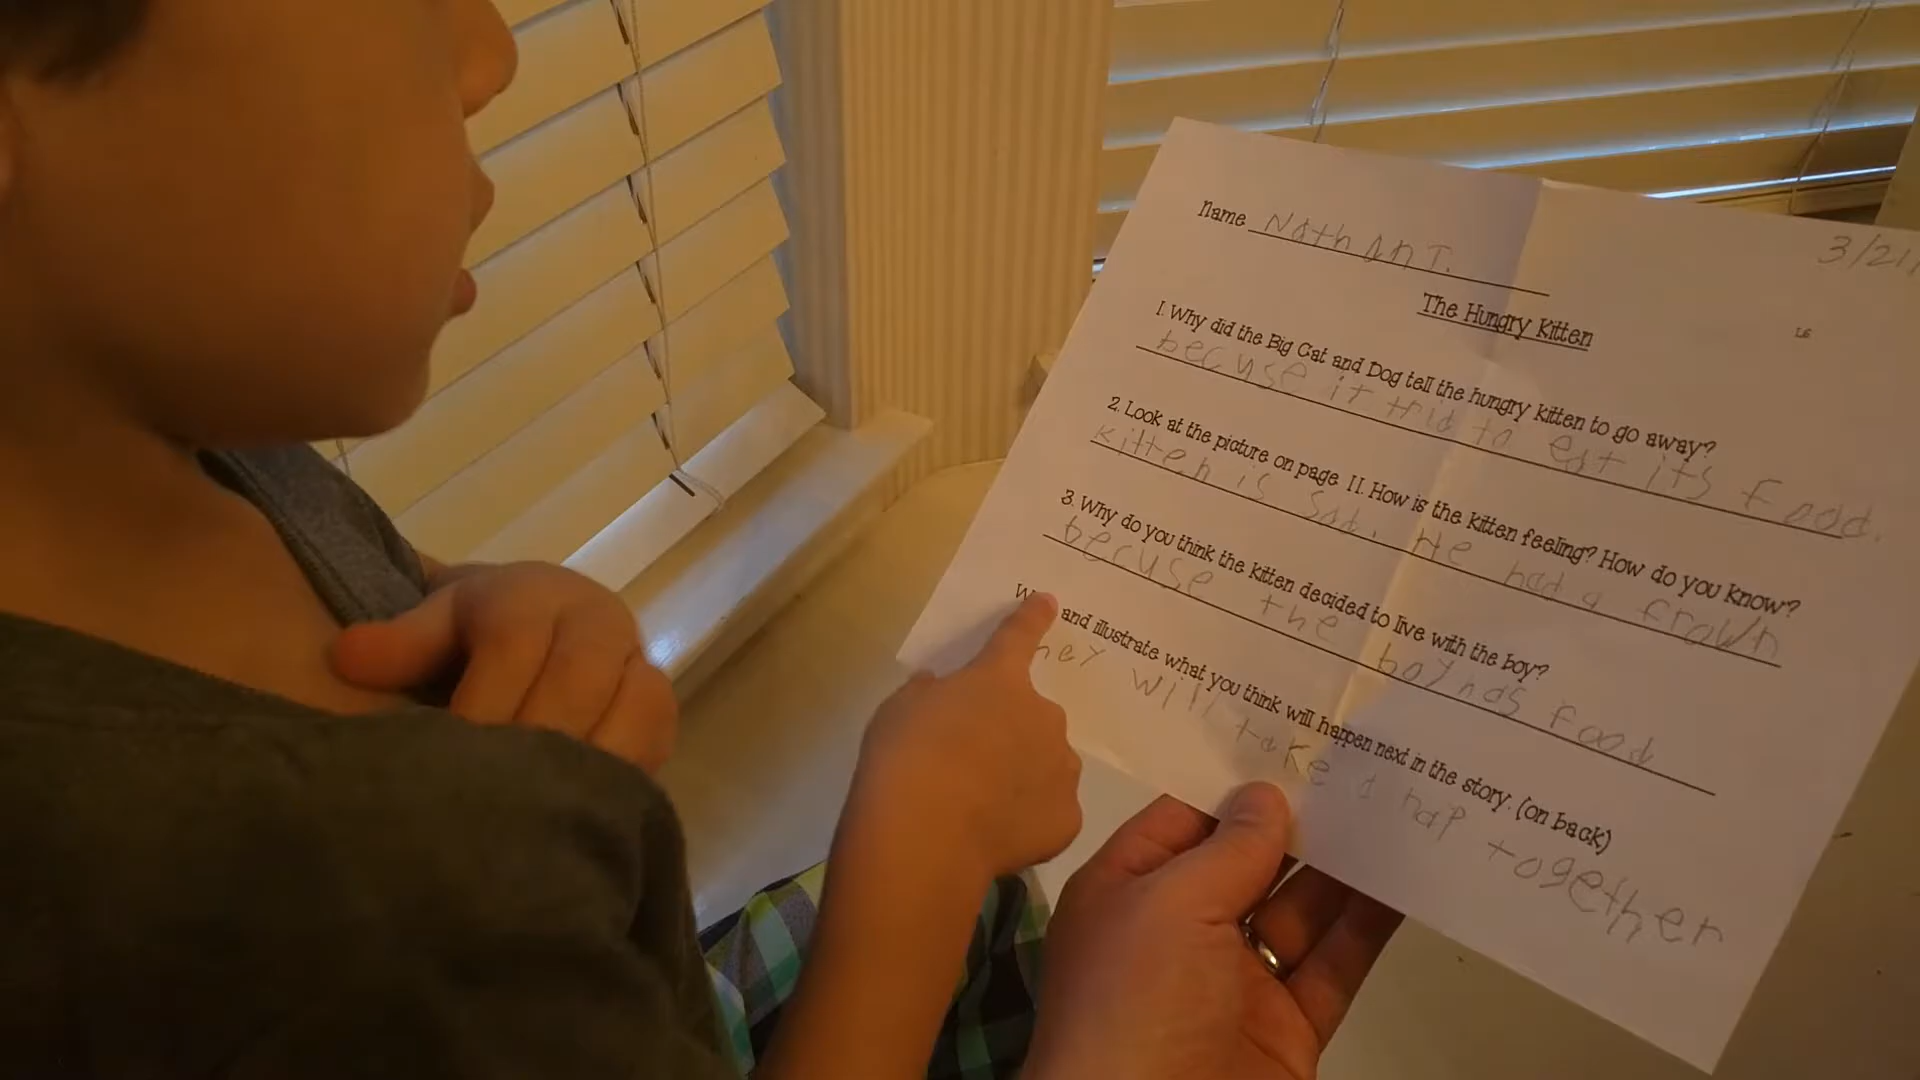 Name Nathan T.
3/21/
The Hungry Kitten
L6
1. Why did the Big Cat and Dog tell the hungry kitten to go away?
becuse it trid to eat its food.
2. Look at the picture on page 11. How is the kitten feeling? How do you know?
kitten is sad. He had a frown
3. Why do you think the kitten decided to live with the boy?
becuse the boy hds food
and illustrate what you think will happen next in the story. (on back)
hey will take a nap together